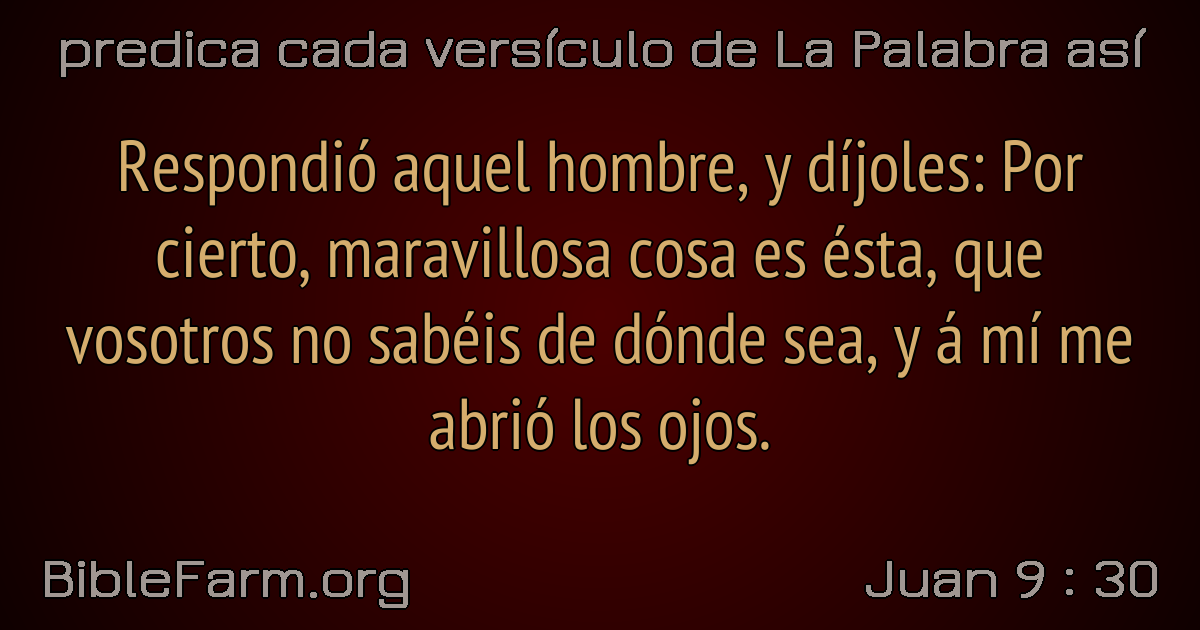 predica cada versículo de La Palabra así
Respondió aquel hombre, y díjoles: Por
cierto, maravillosa cosa es ésta, que
vosotros no sabéis de dónde sea, y á mí me
abrió los ojos.
BibleFarm.org
Juan 9 : 30